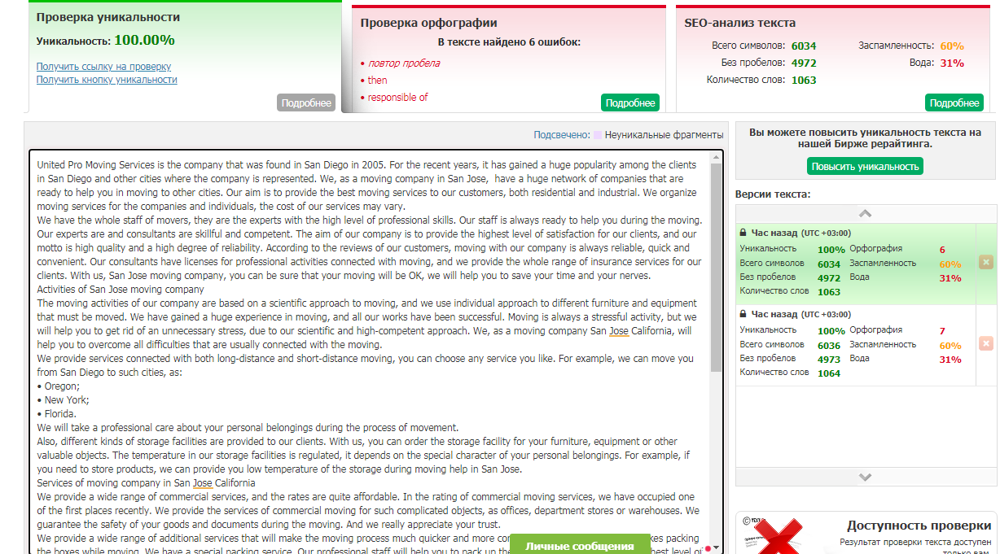 Проверка уникальности
Уникальность: 100.00%
Получить ссылку на проверку
Получить кнопку уникальности
Подробнее
Проверка орфографии
В тексте найдено 6 ошибок:
• повтор пробела
• then
• responsible of
Подробнее
SEO-анализ текста
Всего символов: 6034
Без пробелов: 4972
Количество слов: 1063
Заспамленность: 60%
Вода: 31%
Подробнее
Подсвечено: Неуникальные фрагменты
United Pro Moving Services is the company that was found in San Diego in 2005. For the recent years, it has gained a huge popularity among the clients
in San Diego and other cities where the company is represented. We, as a moving company in San Jose,  have a huge network of companies that are
ready to help you in moving to other cities. Our aim is to provide the best moving services to our customers, both residential and industrial. We organize
moving services for the companies and individuals, the cost of our services may vary.
We have the whole staff of movers, they are the experts with the high level of professional skills. Our staff is always ready to help you during the moving.
Our experts are and consultants are skillful and competent. The aim of our company is to provide the highest level of satisfaction for our clients, and our
motto is high quality and a high degree of reliability. According to the reviews of our customers, moving with our company is always reliable, quick and
convenient. Our consultants have licenses for professional activities connected with moving, and we provide the whole range of insurance services for our
clients. With us, San Jose moving company, you can be sure that your moving will be OK, we will help you to save your time and your nerves.
Activities of San Jose moving company
The moving activities of our company are based on a scientific approach to moving, and we use individual approach to different furniture and equipment
that must be moved. We have gained a huge experience in moving, and all our works have been successful. Moving is always a stressful activity, but we
will help you to get rid of an unnecessary stress, due to our scientific and high-competent approach. We, as a moving company San Jose California, will
help you to overcome all difficulties that are usually connected with the moving.
We provide services connected with both long-distance and short-distance moving, you can choose any service you like. For example, we can move you
from San Diego to such cities, as:
• Oregon;
• New York;
• Florida.
We will take a professional care about your personal belongings during the process of movement.
Also, different kinds of storage facilities are provided to our clients. With us, you can order the storage facility for your furniture, equipment or other
valuable objects. The temperature in our storage facilities is regulated, it depends on the special character of your personal belongings. For example, if
you need to store products, we can provide you low temperature of the storage during moving help in San Jose.
Services of moving company in San Jose California
We provide a wide range of commercial services, and the rates are quite affordable. In the rating of commercial moving services, we have occupied one
of the first places recently. We provide the services of commercial moving for such complicated objects, as offices, department stores or warehouses. We
guarantee the safety of your goods and documents during the moving. And we really appreciate your trust.
We provide a wide range of additional services that will make the moving process much quicker and more
the boxes while moving. We have a special packing service. Our professional staff will help you to pack up
packing
level of
Личные сообщения
Вы можете повысить уникальность текста на
нашей Бирже рерайтинга.
Повысить уникальность
Версии текста:
Час назад (UTC +03:00)
Уникальность 100% Орфография 6
Всего символов 6034 Заспамленность 60%
Без пробелов 4972 Вода 31%
Количество слов 1063
Час назад (UTC +03:00)
Уникальность 100% Орфография 7
Всего символов 6036 Заспамленность 60%
Без пробелов 4973 Вода 31%
Количество слов 1064
Доступность проверки
Результат проверки текста доступен
только вам.